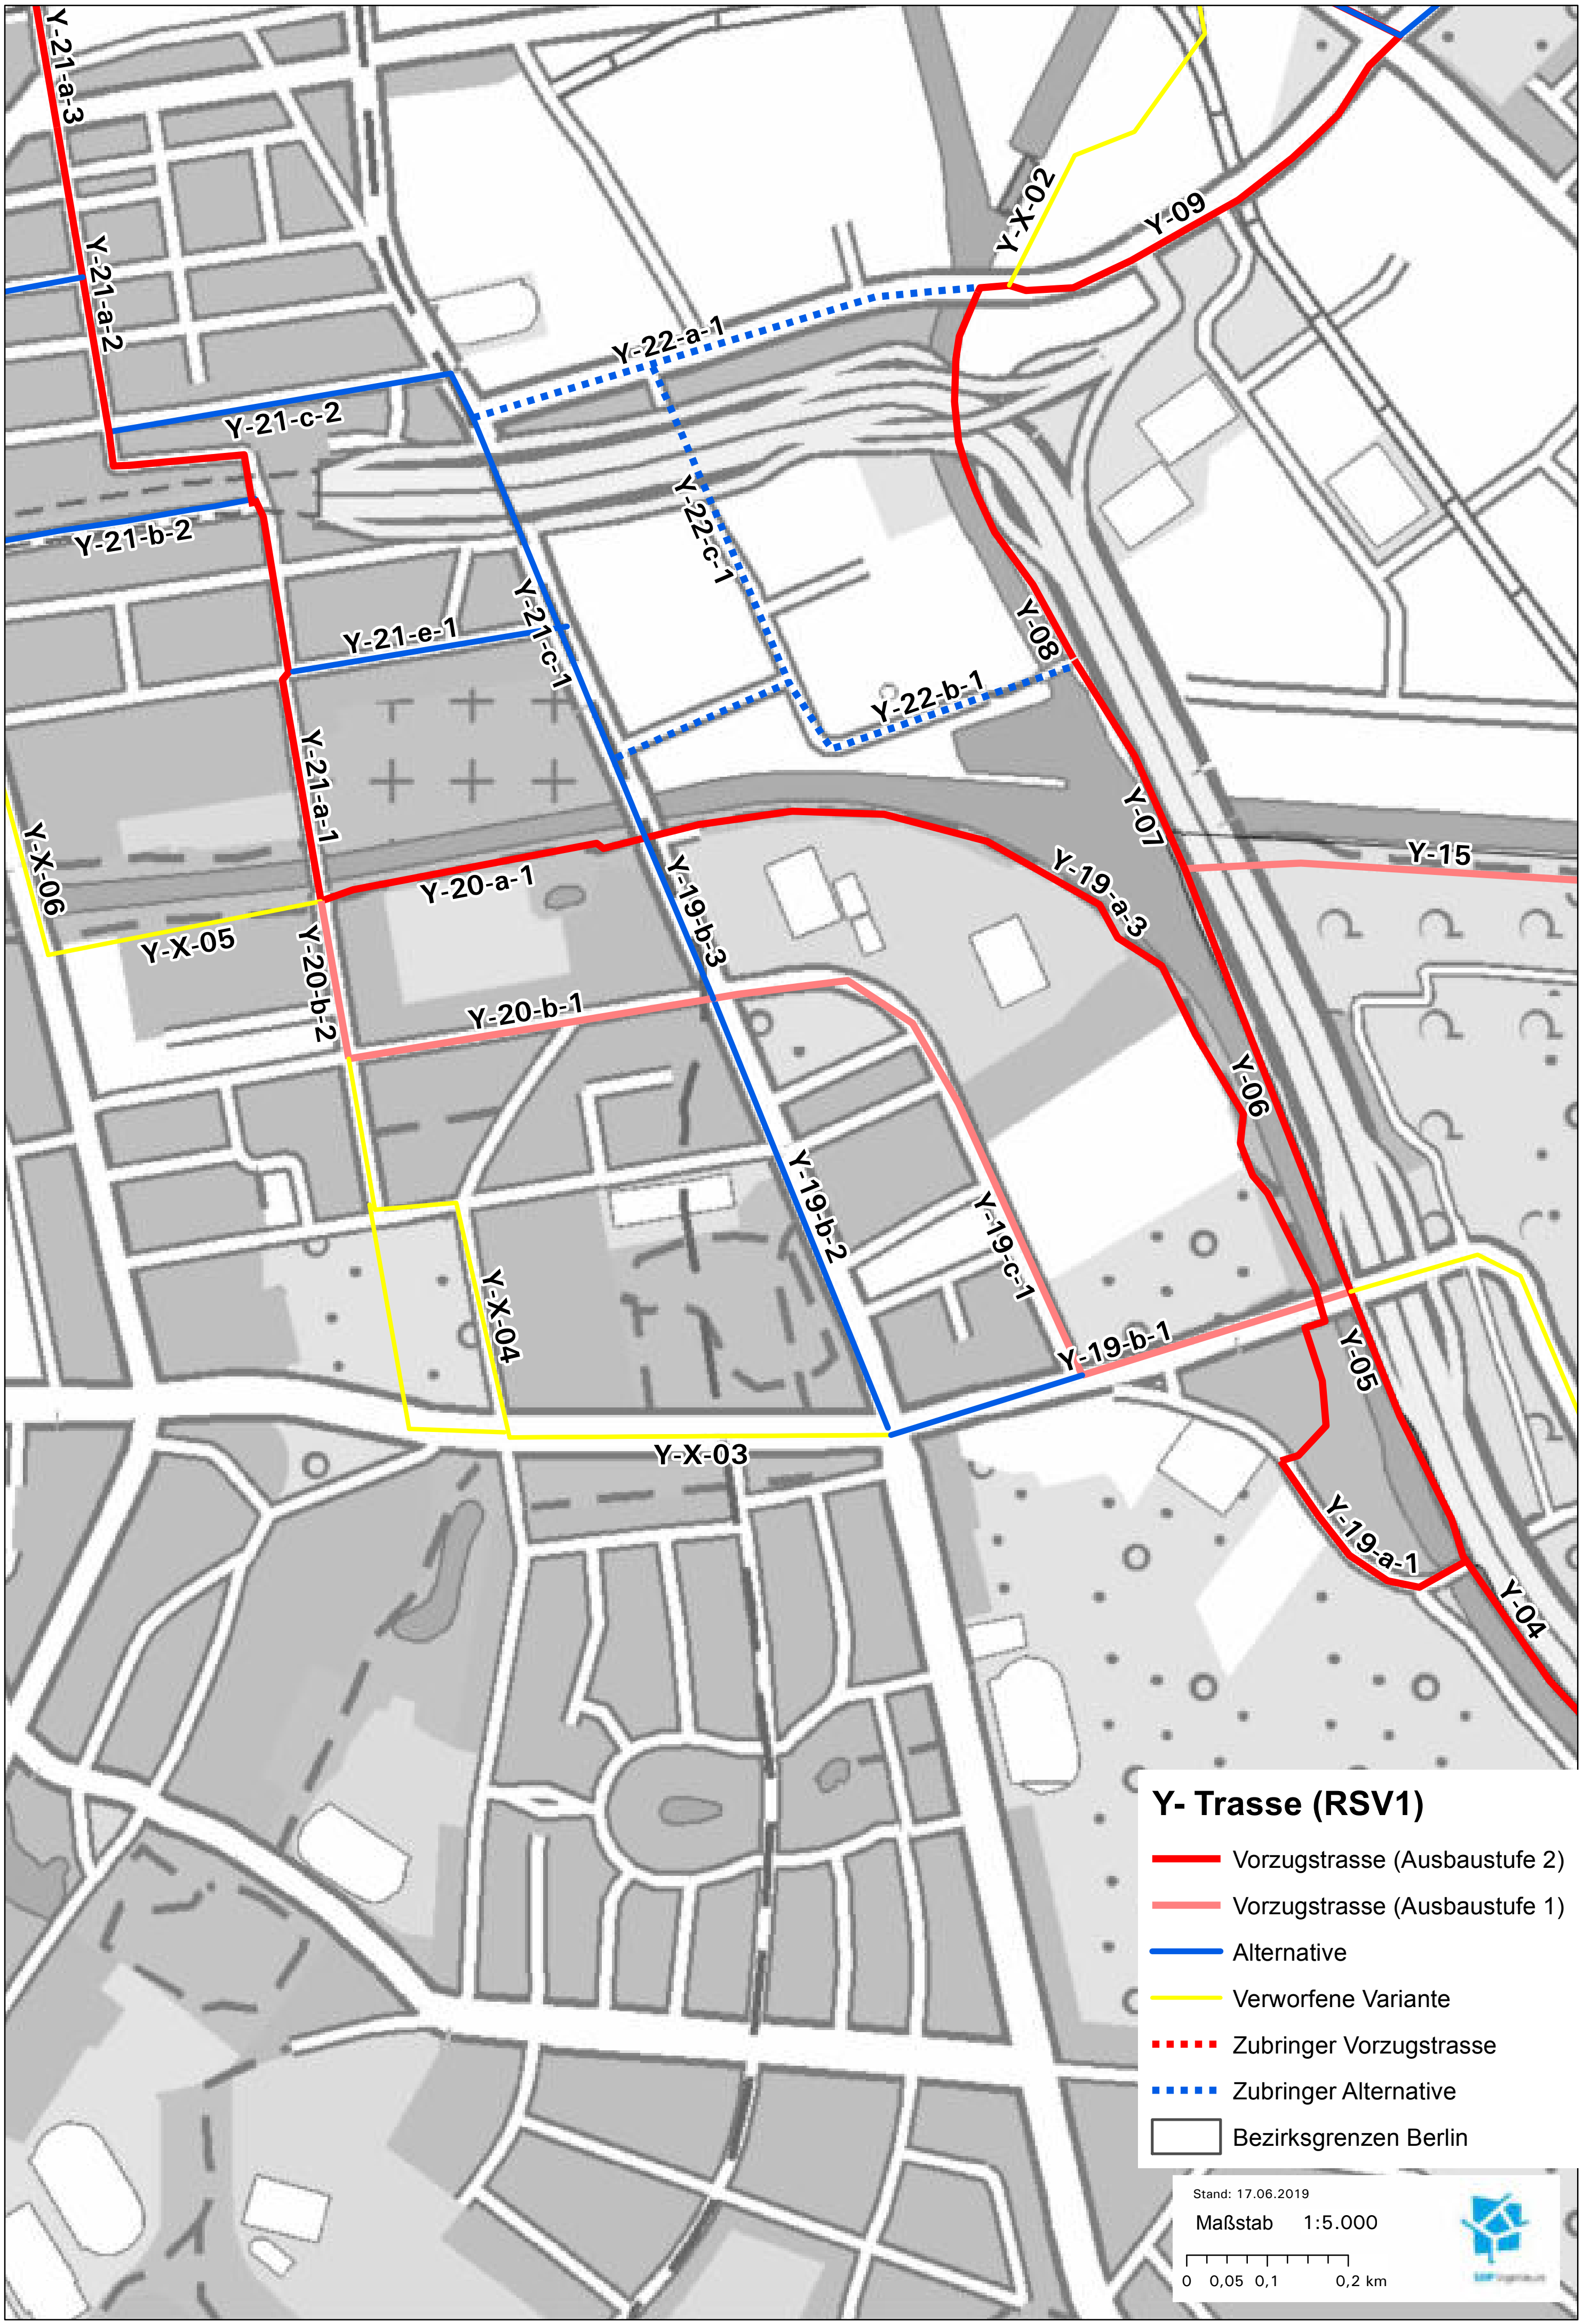 Y-21-a-3
Y-X-02
Y-09
Y-21-a-2
Y-22-a-1
Y-21-c-2
Y-21-b-2
Y-22-c-1
Y-21-e-1
Y-21-c-1
Y-08
Y-22-b-1
Y-21-a-1
Y-07
Y-X-06
Y-15
Y-20-a-1
Y-19-b-3
Y-19-a-3
Y-X-05
Y-20-b-2
Y-20-b-1
Y-06
Y-19-b-2
Y-19-c-1
Y-X-04
Y-19-b-1
Y-05
Y-X-03
Y-19-a-1
Y-04
Y- Trasse (RSV1)
Vorzugstrasse (Ausbaustufe 2)
Vorzugstrasse (Ausbaustufe 1)
Alternative
Verworfene Variante
Zubringer Vorzugstrasse
Zubringer Alternative
Bezirksgrenzen Berlin
Stand: 17.06.2019
Maßstab 1:5.000
0 0,05 0,1 0,2 km